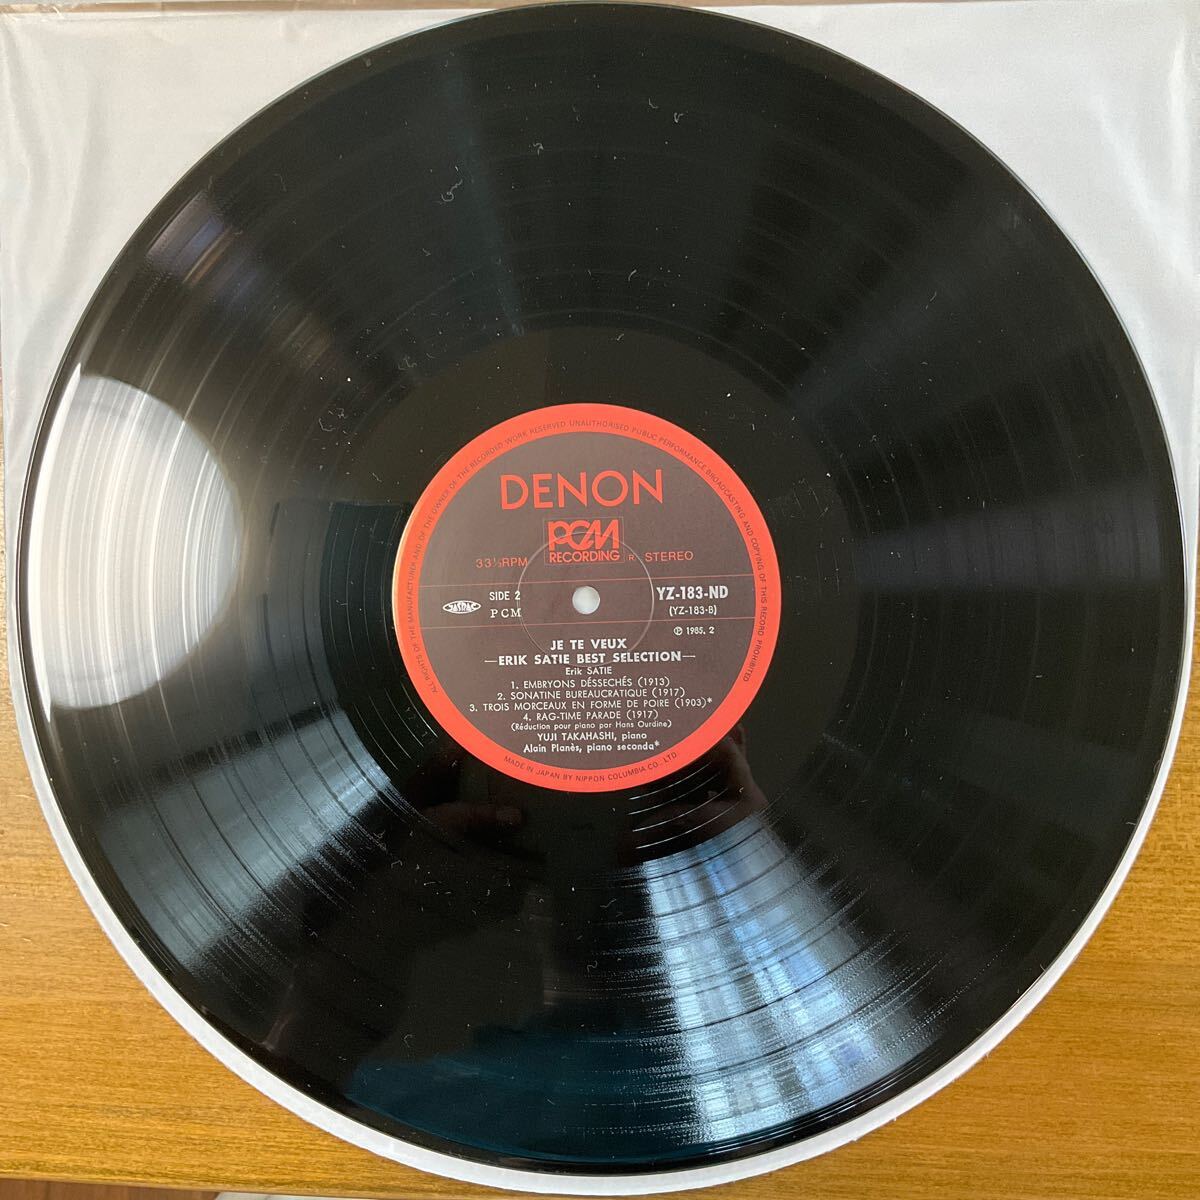 ALL RIGHTS OF THE MANUFACTURER AND OF THE OWNER OF THE RECORDED WORK RESERVED UNAUTHORISED PUBLIC PERFORMANCE BROADCASTING AND COPYING OF THIS RECORD PROHIBITED
DENON
PCM
RECORDING
33⅓RPM
R. STEREO
SIDE 2
YZ-183-ND
JASRAC
PCM
(YZ-183-B)
℗ 1985. 2
JE TE VEUX
—ERIK SATIE BEST SELECTION—
Erik SATIE
1. EMBRYONS DÉSSECHÉS (1913)
2. SONATINE BUREAUCRATIQUE (1917)
3. TROIS MORCEAUX EN FORME DE POIRE (1903)*
4. RAG-TIME PARADE (1917)
(Réduction pour piano par Hans Ourdine)
YUJI TAKAHASHI, piano
Alain Planès, piano seconda*
MADE IN JAPAN BY NIPPON COLUMBIA CO., LTD